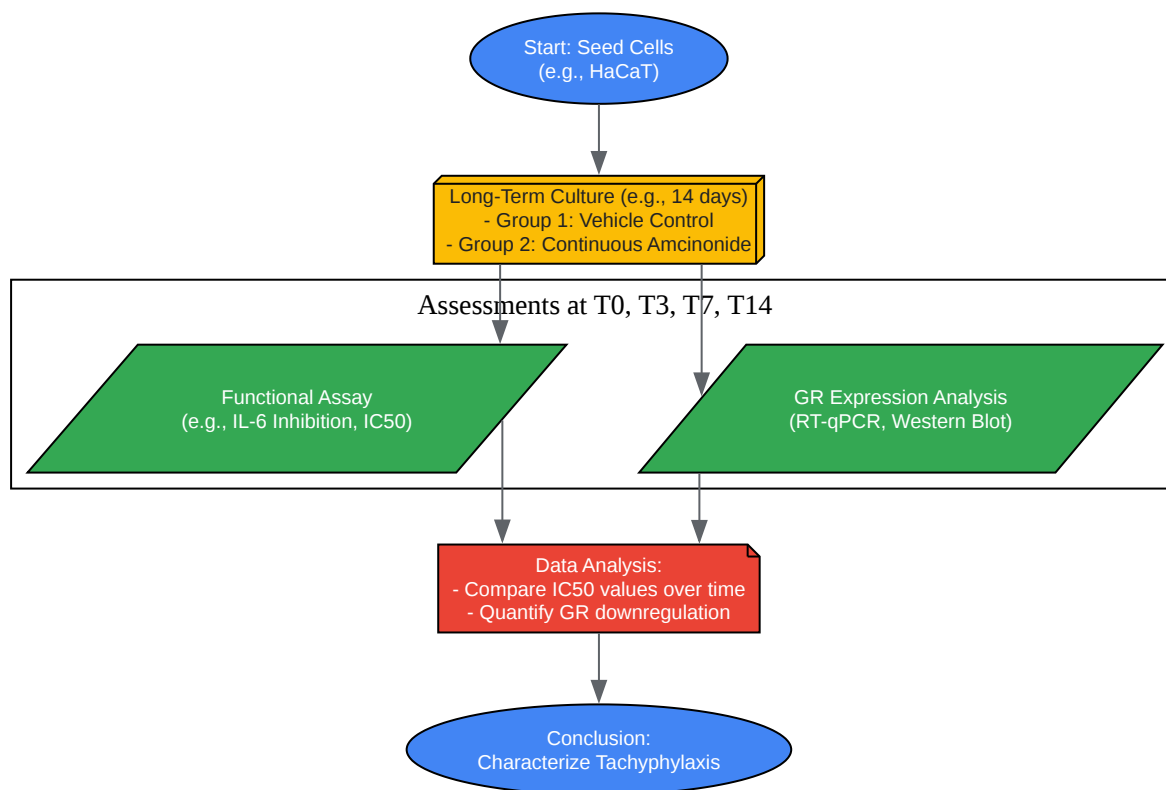 Start: Seed Cells
(e.g., HaCaT)
Long-Term Culture (e.g., 14 days)
- Group 1: Vehicle Control
- Group 2: Continuous Amcinonide
Assessments at T0, T3, T7, T14
Functional Assay
(e.g., IL-6 Inhibition, IC50)
GR Expression Analysis
(RT-qPCR, Western Blot)
Data Analysis:
- Compare IC50 values over time
- Quantify GR downregulation
Conclusion:
Characterize Tachyphylaxis